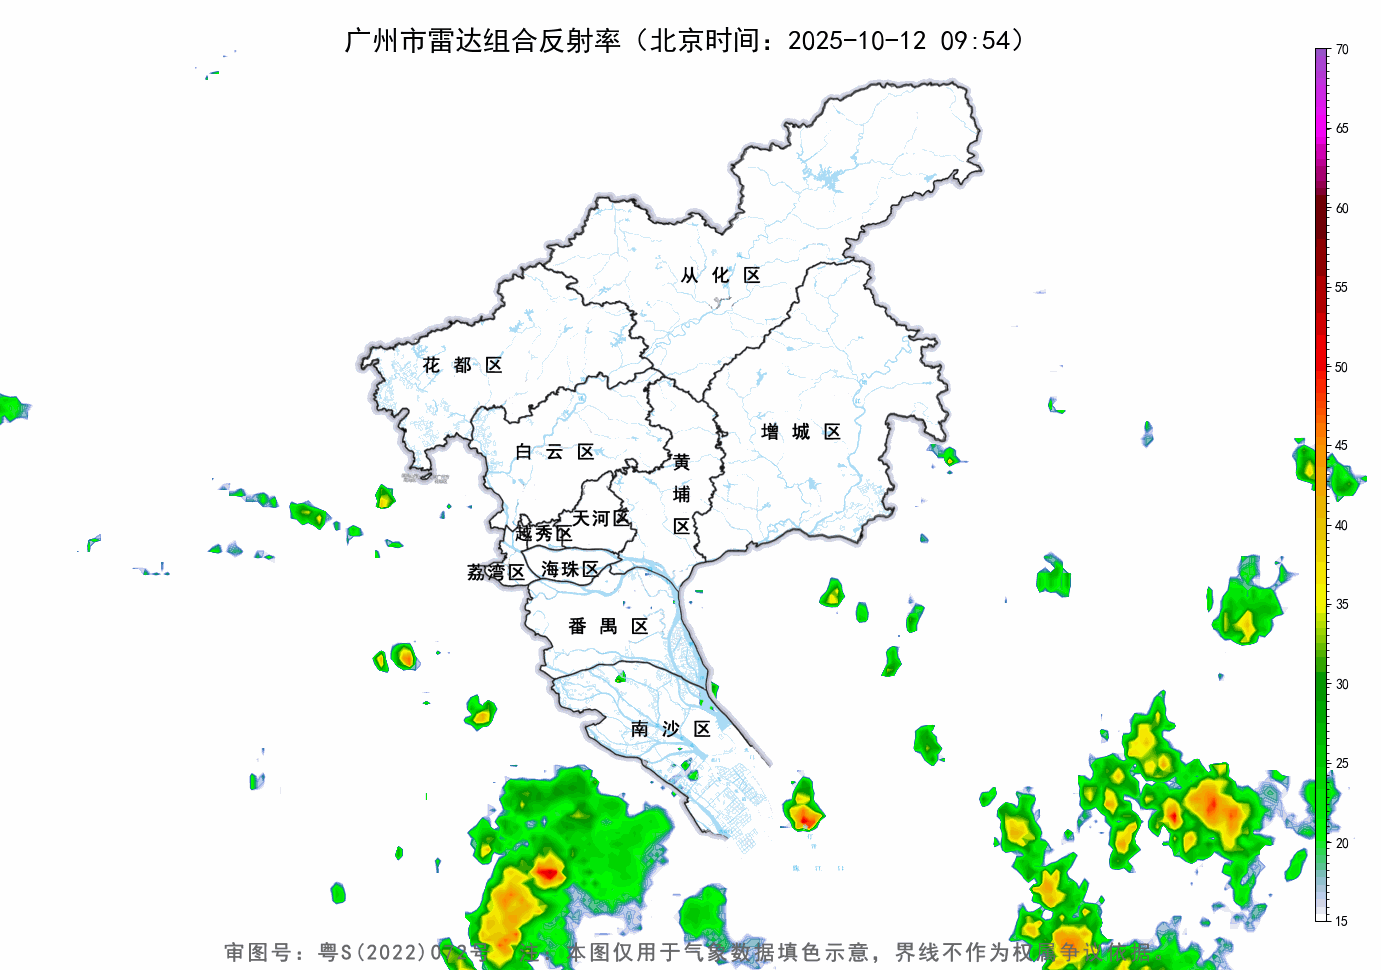 广州市雷达组合反射率（北京时间：2025-10-12 09:54）
70
65
60
55
50
45
40
35
30
25
20
15
从化区
花都区
增城区
白云区
黄埔区
天河区
越秀区
海珠区
荔湾区
番禺区
南沙区
审图号：粤S(2022)073号 注：本图仅用于气象数据填色示意，界线不作为权属争议依据